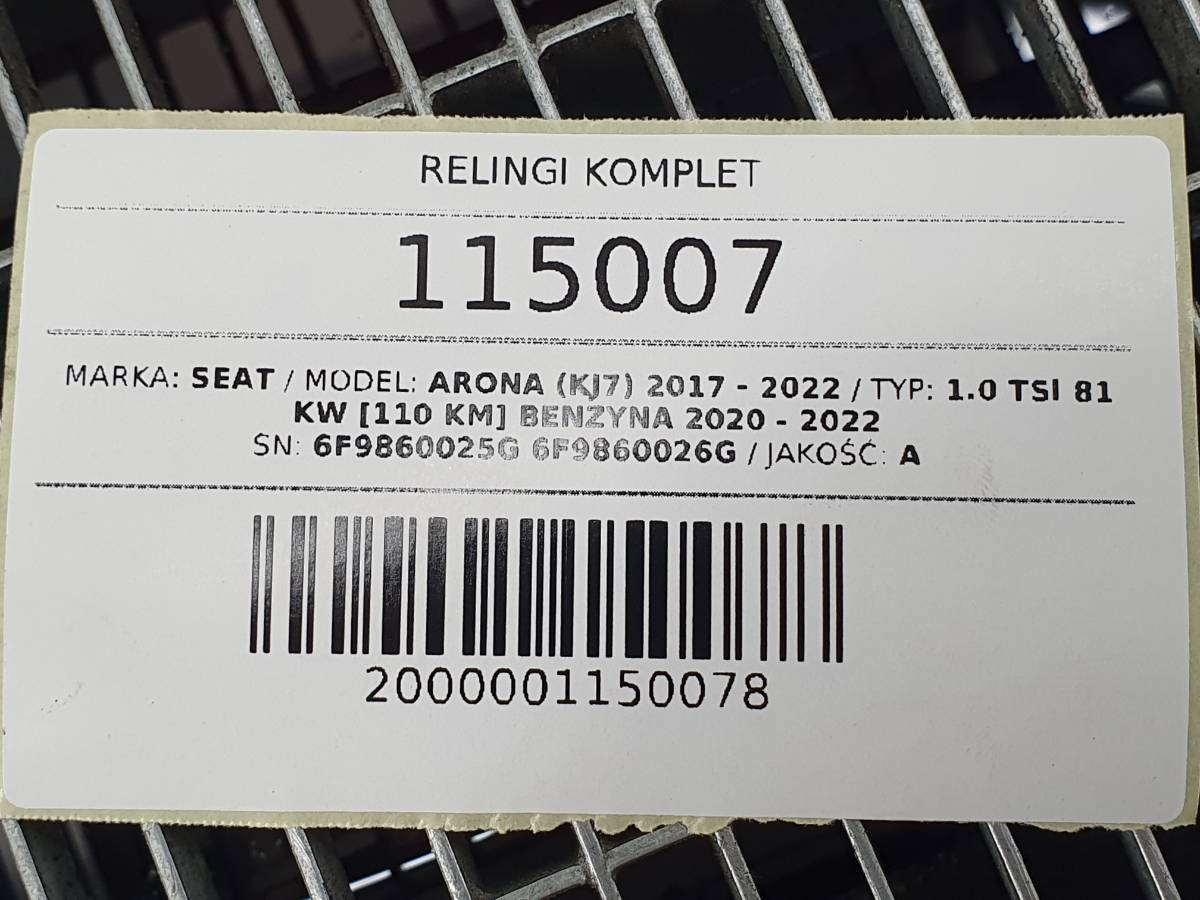 RELINGI KOMPLET
115007
MARKA: SEAT / MODEL: ARONA (KJ7) 2017 - 2022 / TYP: 1.0 TSI 81
KW [110 KM] BENZYNA 2020 - 2022
SN: 6F9860025G 6F9860026G / JAKOŚĆ: A
2000001150078